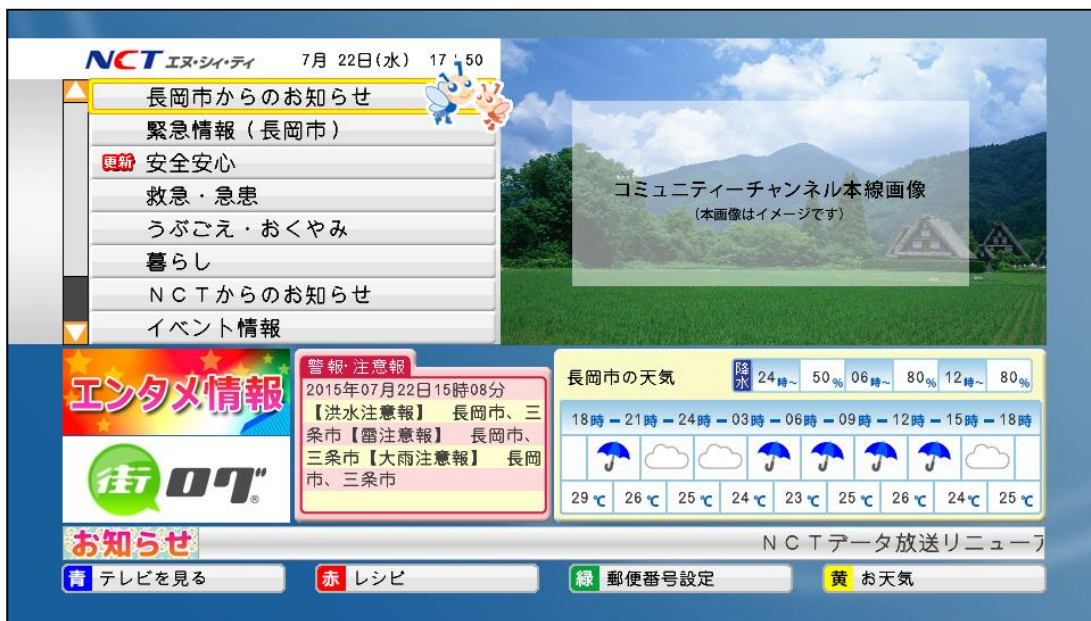 NCT エヌ・シィ・ティ 7月 22日(水) 17:50
長岡市からのお知らせ
緊急情報(長岡市)
更新 安全安心
救急・急患
うぶごえ・おくやみ
暮らし
NCTからのお知らせ
イベント情報
コミュニティーチャンネル本線画像
(本画像はイメージです)
エンタメ情報
街ログ®
警報・注意報
2015年07月22日15時08分
【洪水注意報】 長岡市、三
条市【雷注意報】 長岡市、
三条市【大雨注意報】 長岡
市、三条市
長岡市の天気 降水 24時~ 50% 06時~ 80% 12時~ 80%
18時 - 21時 - 24時 - 03時 - 06時 - 09時 - 12時 - 15時 - 18時
29℃ 26℃ 25℃ 24℃ 23℃ 25℃ 26℃ 24℃ 25℃
お知らせ NCTデータ放送リニューア
青 テレビを見る 赤 レシピ 緑 郵便番号設定 黄 お天気